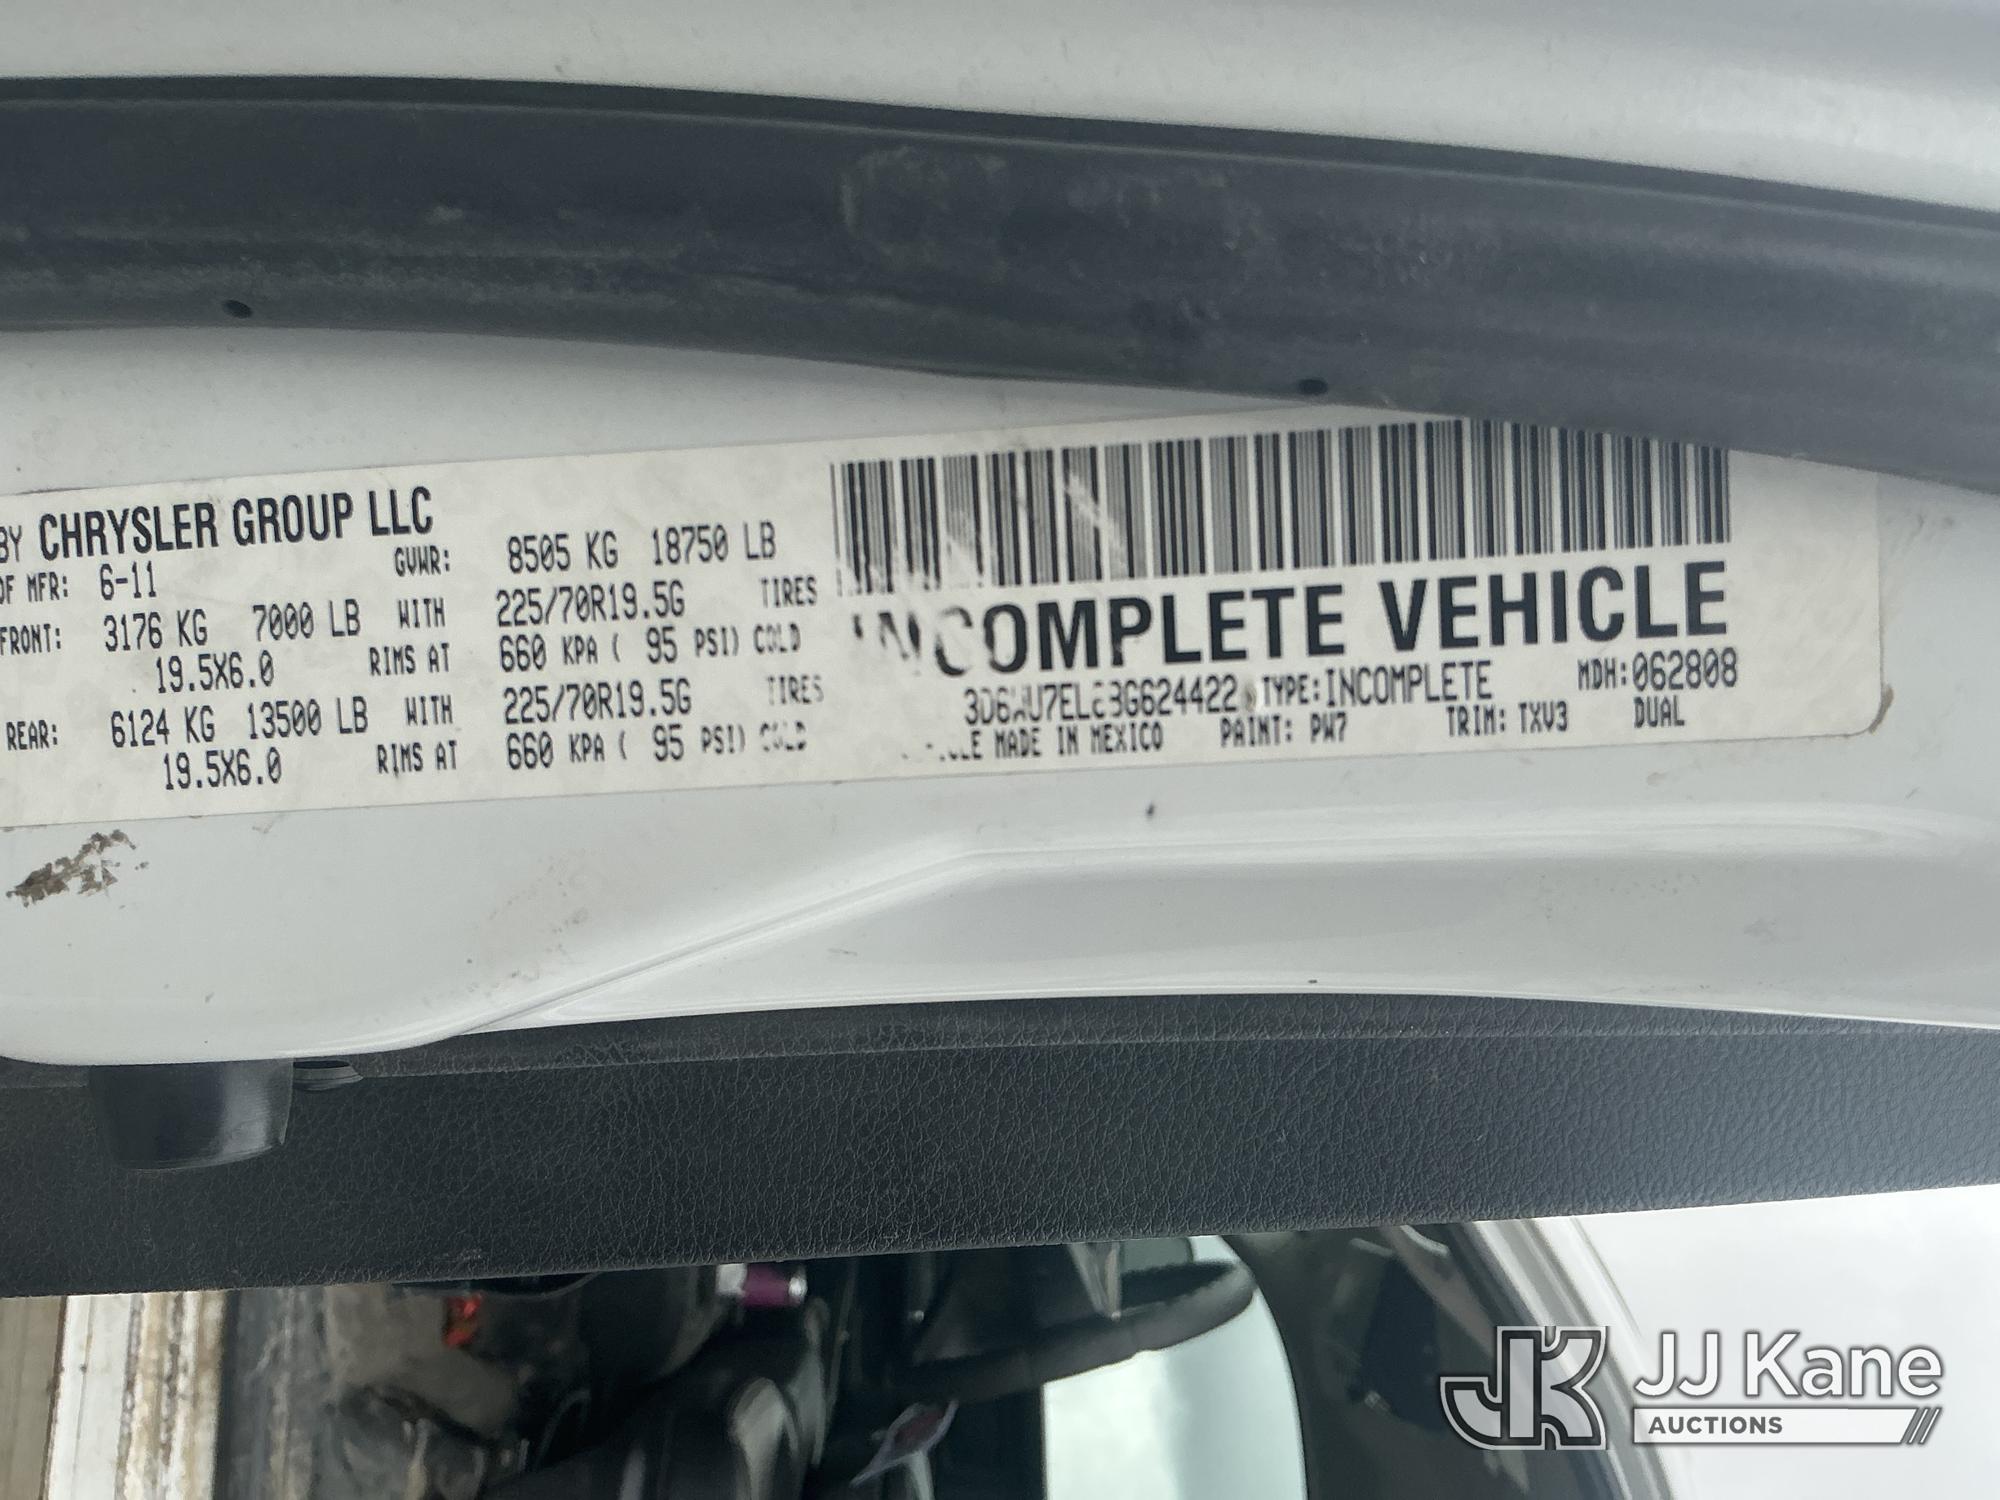 BY CHRYSLER GROUP LLC
OF MFR: 6-11 GVWR: 8505 KG 18750 LB
FRONT: 3176 KG 7000 LB WITH 225/70R19.5G TIRES
19.5X6.0 RIMS AT 660 KPA ( 95 PSI) COLD
REAR: 6124 KG 13500 LB WITH 225/70R19.5G TIRES
19.5X6.0 RIMS AT 660 KPA ( 95 PSI) COLD
INCOMPLETE VEHICLE
TYPE:INCOMPLETE MDH:062808
MADE IN MEXICO PAINT: PW7 TRIM: TXV3 DUAL
JJ Kane
AUCTIONS